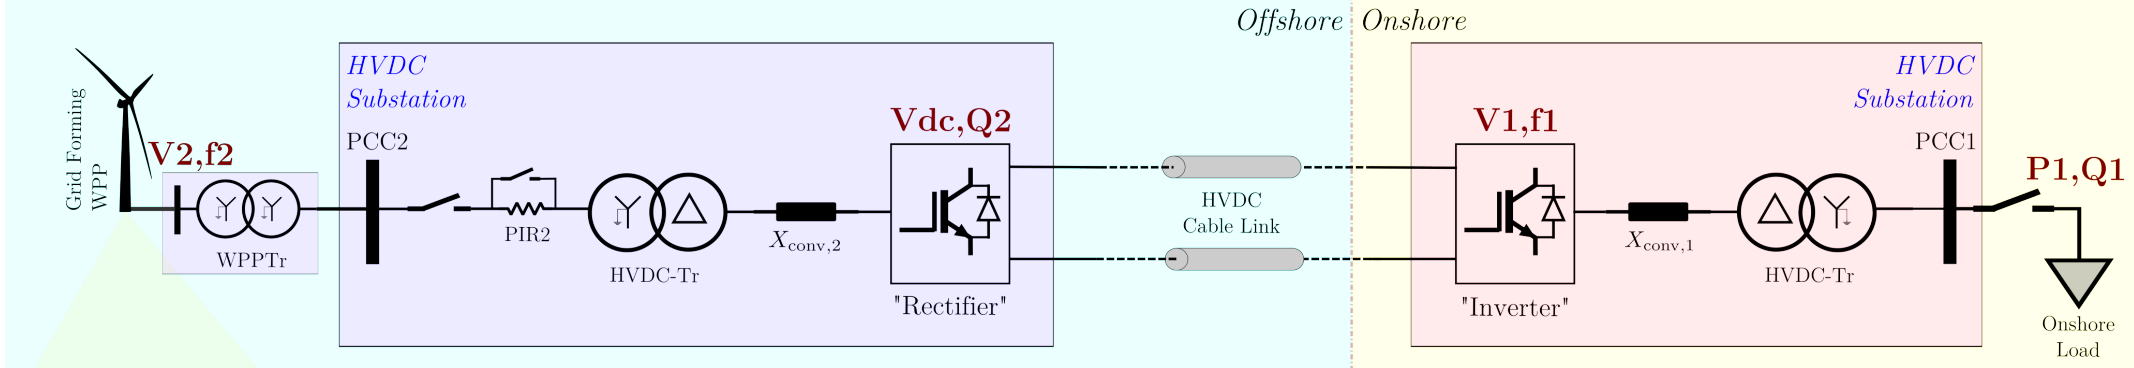 Offshore
Onshore
HVDC
Substation
HVDC
Substation
Grid Forming
WPP
V2,f2
PCC2
Vdc,Q2
V1,f1
PCC1
P1,Q1
WPPTr
PIR2
HVDC-Tr
Xconv,2
"Rectifier"
HVDC
Cable Link
"Inverter"
Xconv,1
HVDC-Tr
Onshore
Load